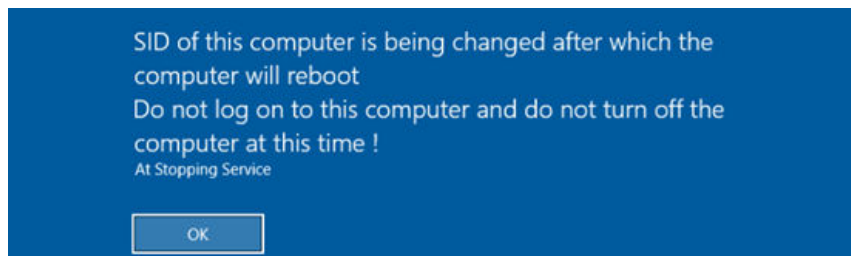 SID of this computer is being changed after which the
computer will reboot
Do not log on to this computer and do not turn off the
computer at this time !
At Stopping Service
OK